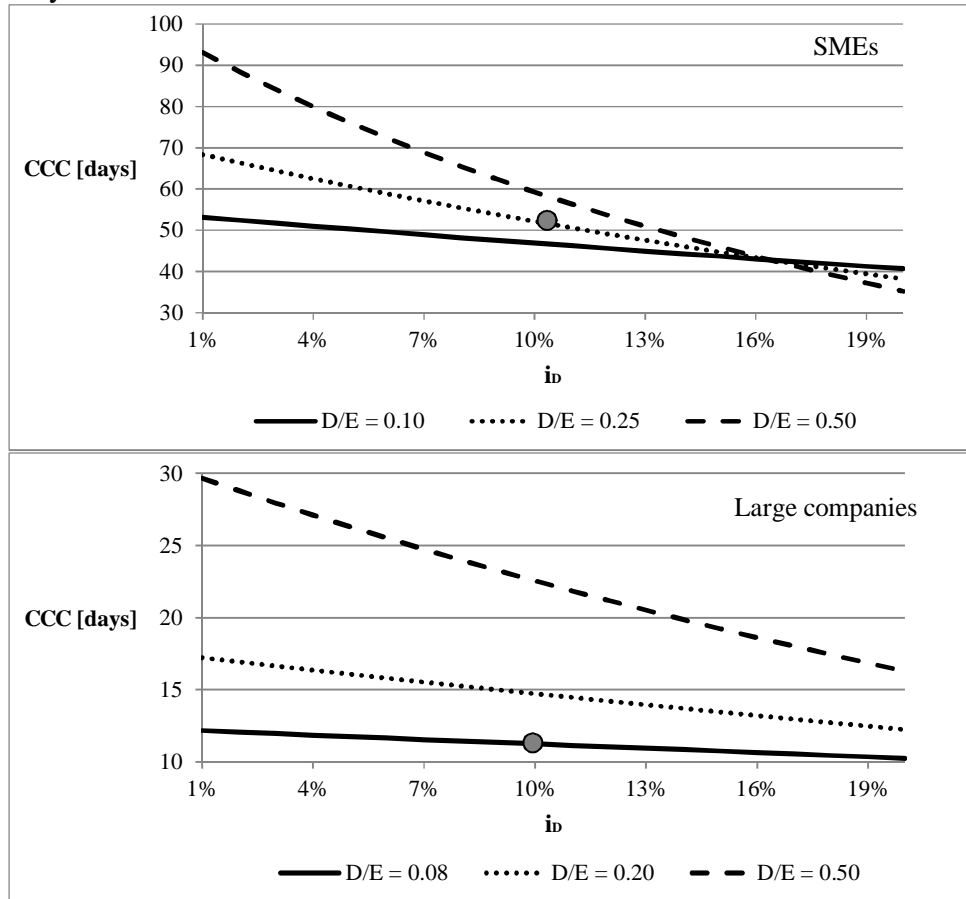 100
SMEs
90
80
70
CCC [days]
60
50
40
30
1% 4% 7% 10% 13% 16% 19%
iD
D/E = 0.10 D/E = 0.25 D/E = 0.50
30
Large companies
25
CCC [days]
20
15
10
1% 4% 7% 10% 13% 16% 19%
iD
D/E = 0.08 D/E = 0.20 D/E = 0.50